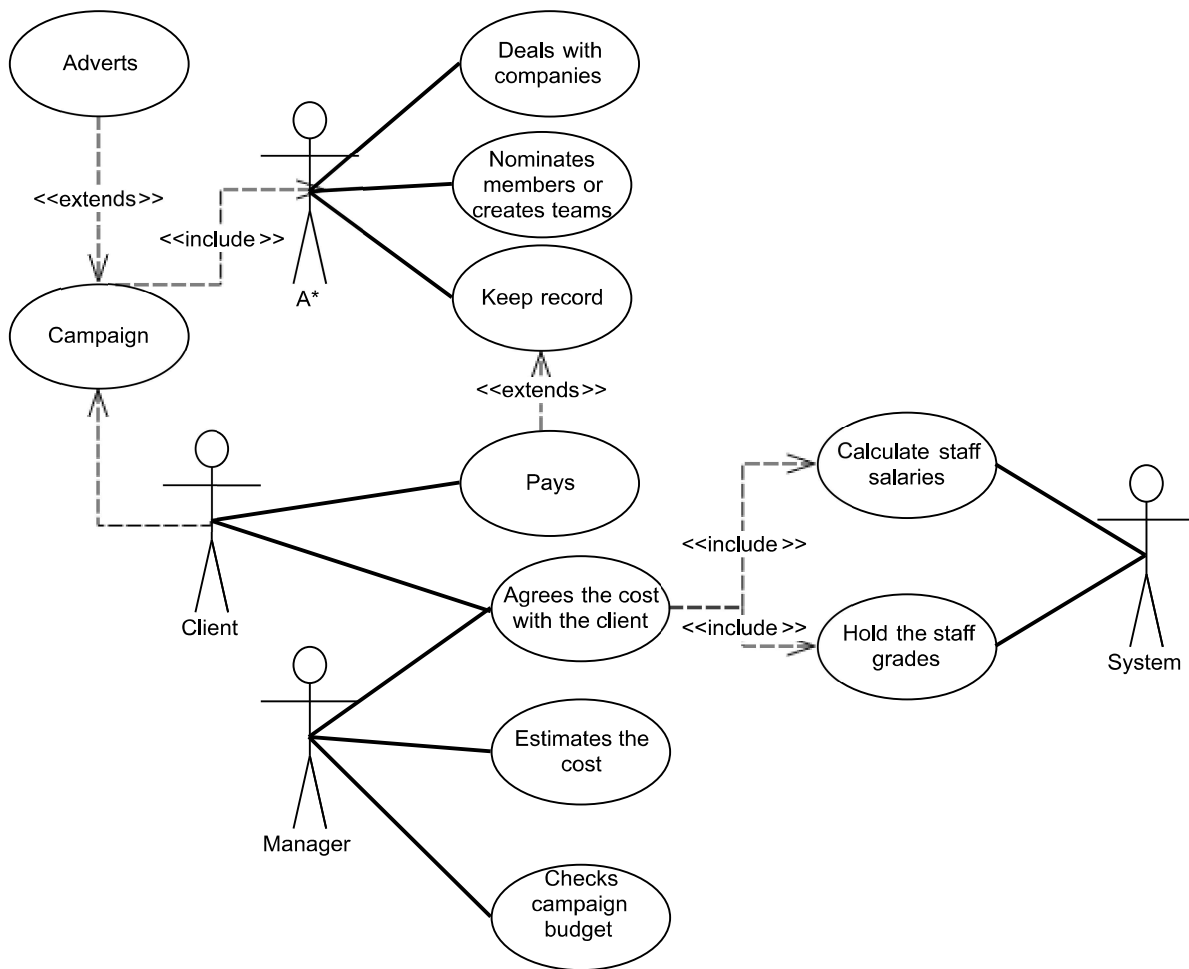 Adverts
Deals with
companies
<<extends>>
Nominates
members or
creates teams
<<include>>
A*
Keep record
Campaign
<<extends>>
Pays
Calculate staff
salaries
Client
Agrees the cost
with the client
<<include>>
<<include>>
Hold the staff
grades
System
Manager
Estimates the
cost
Checks
campaign
budget